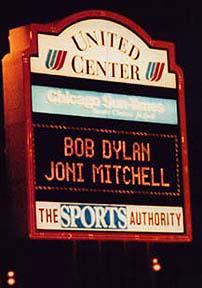 UNITED
CENTER
Chicago Sun-Times
BOB DYLAN
JONI MITCHELL
THE SPORTS AUTHORITY